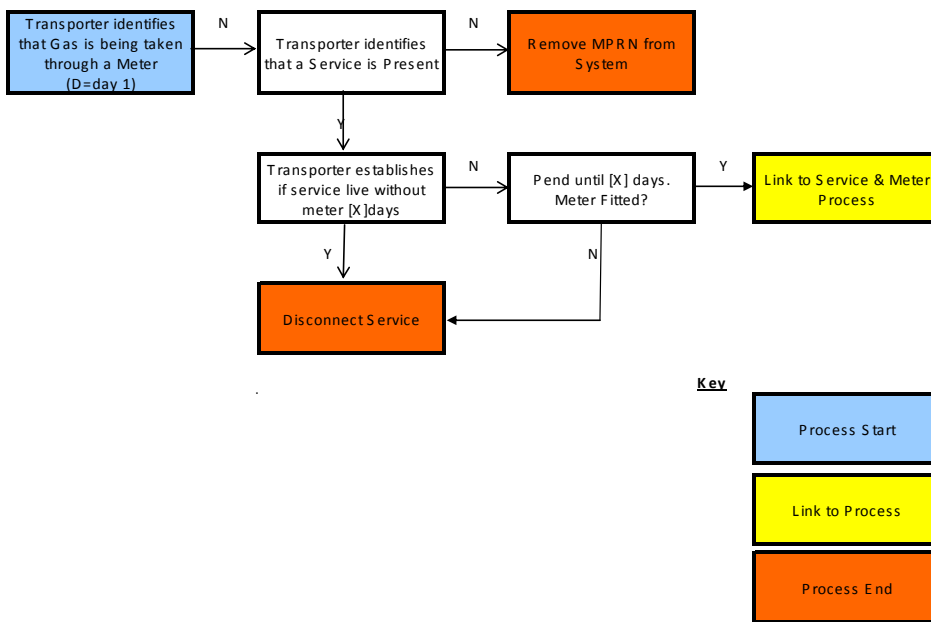 Transporter identifies
that Gas is being taken
through a Meter
(D=day 1)
N
Transporter identifies
that a Service is Present
N
Remove MPRN from
System
Y
Transporter establishes
if service live without
meter [X]days
N
Pend until [X] days.
Meter Fitted?
Y
Link to Service & Meter
Process
Y
N
Disconnect Service
.
Key
Process Start
Link to Process
Process End